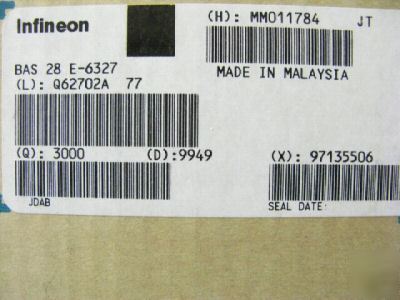 Infineon
(H): MM011784 JT
BAS 28 E-6327
MADE IN MALAYSIA
(L): Q62702A 77
(Q): 3000 (D):9949 (X): 97135506
JDAB
SEAL DATE: